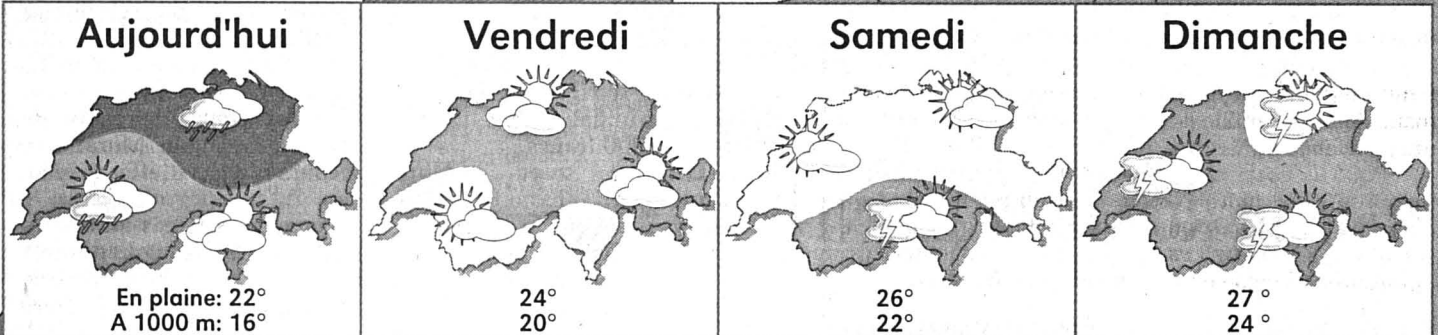 Aujourd'hui
En plaine: 22°
A 1000 m: 16°
Vendredi
24°
20°
Samedi
26°
22°
Dimanche
27 °
24 °